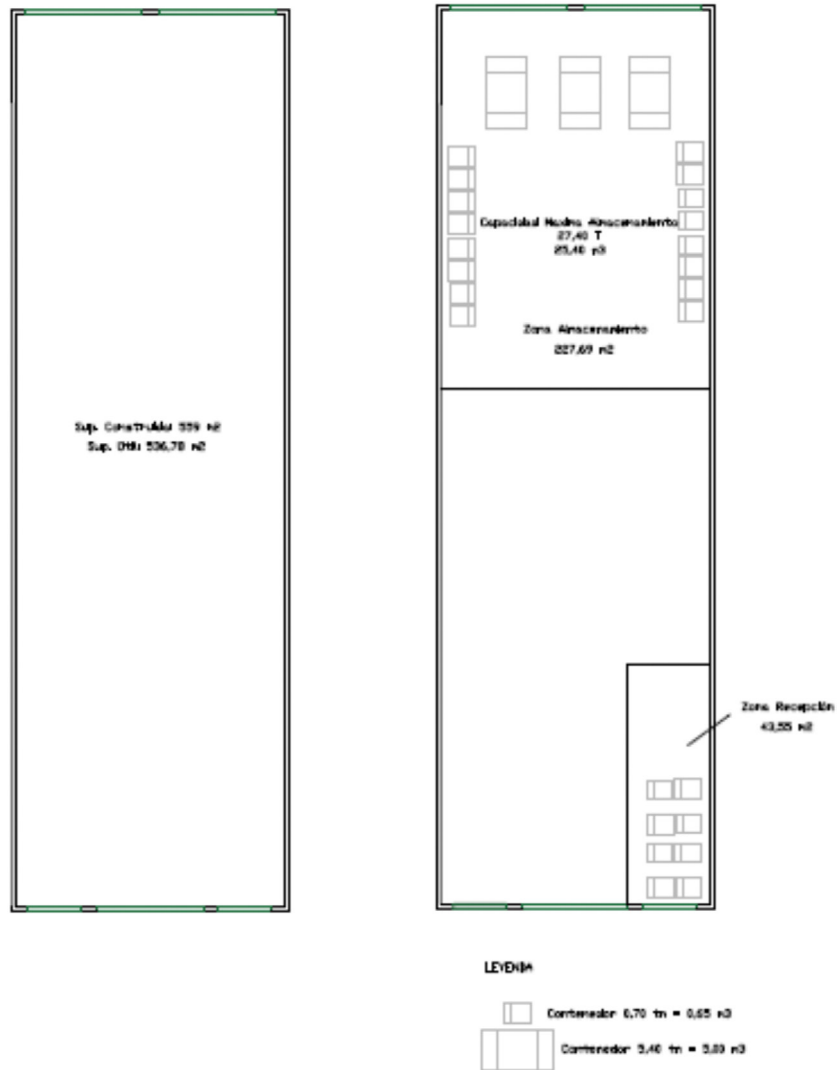 Sup. Construida: 559 m2
Sup. Util: 536,70 m2
Capacidad Maxima Almacenamiento
27,40 T
25,40 m3
Zona Almacenamiento
227,69 m2
Zona Recepción
43,55 m2
LEYENDA
Contenedor 0,70 tn = 0,65 m3
Contenedor 5,40 tn = 5,00 m3